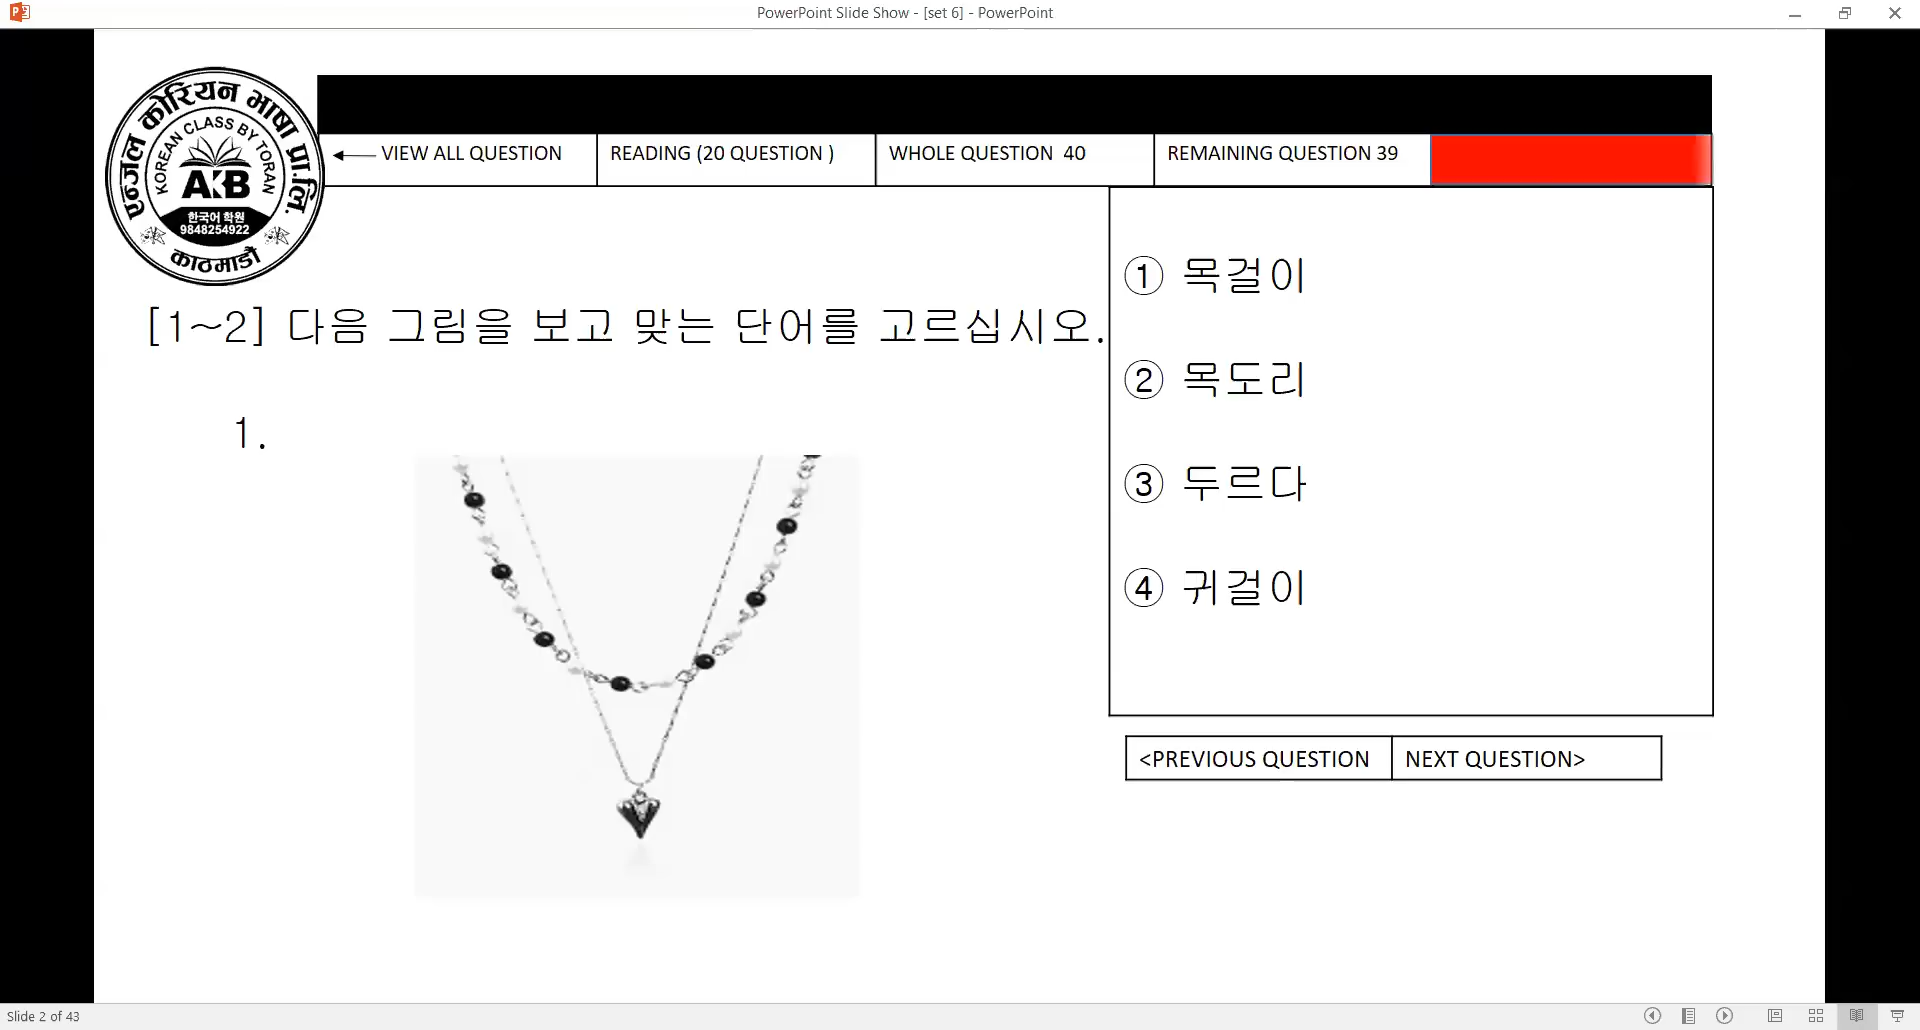 PowerPoint Slide Show - [set 6] - PowerPoint
एन्जल कोरियन भाषा प्रा.लि.
KOREAN CLASS BY TORAN
AKB
한국어 학원
9848254922
काठमाडौं
VIEW ALL QUESTION
READING (20 QUESTION )
WHOLE QUESTION 40
REMAINING QUESTION 39
[1~2] 다음 그림을 보고 맞는 단어를 고르십시오.
1.
① 목걸이
② 목도리
③ 두르다
④ 귀걸이
<PREVIOUS QUESTION
NEXT QUESTION>
Slide 2 of 43